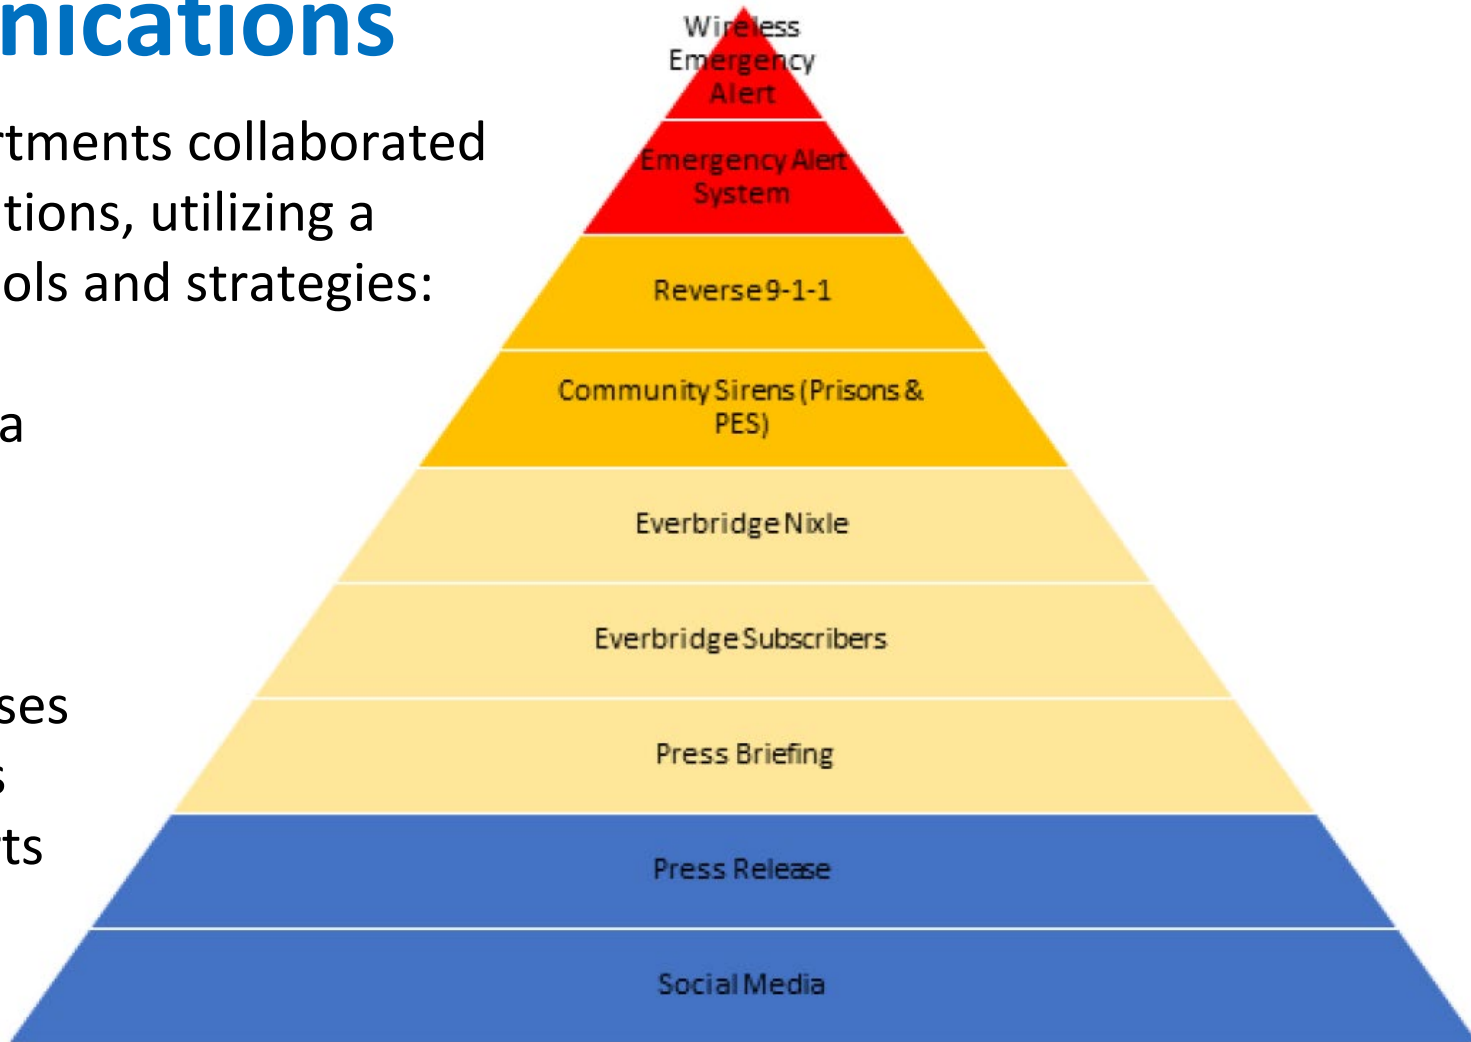 nications
rtments collaborated
tions, utilizing a
ols and strategies:
a
ses
s
rts
Wireless
Emergency
Alert
Emergency Alert
System
Reverse 9-1-1
Community Sirens (Prisons &
PES)
Everbridge Nixle
Everbridge Subscribers
Press Briefing
Press Release
Social Media